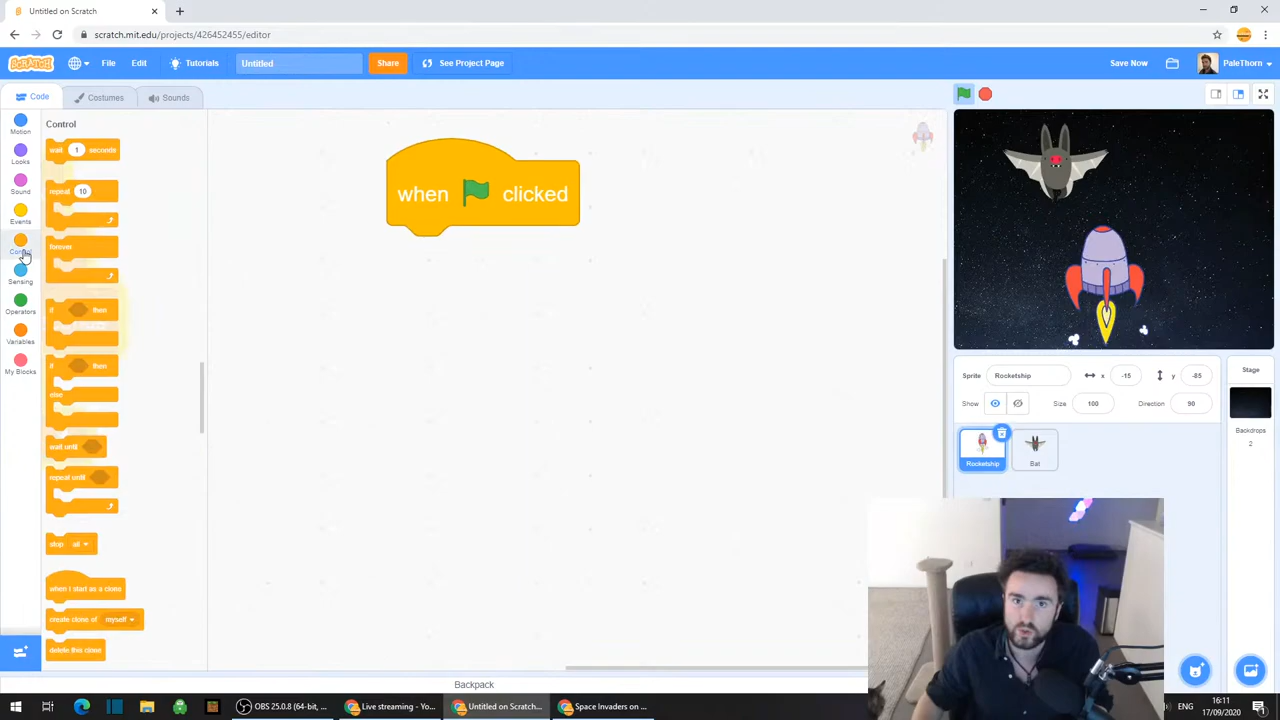 Untitled on Scratch
scratch.mit.edu/projects/426452455/editor
SCRATCH
File
Edit
Tutorials
Untitled
Share
See Project Page
Save Now
PaleThorn
Code
Costumes
Sounds
Motion
Looks
Sound
Events
Control
Sensing
Operators
Variables
My Blocks
Control
wait 1 seconds
repeat 10
forever
if then
if then
else
wait until
repeat until
stop all
when I start as a clone
create clone of myself
delete this clone
when clicked
Sprite Rocketship x -15 y -85
Show Size 100 Direction 90
Rocketship
Bat
Stage
Backdrops
2
Backpack
OBS 25.0.8 (64-bit, ...
Live streaming - Yo...
Untitled on Scratch...
Space Invaders on ...
ENG
16:11
17/09/2020
1